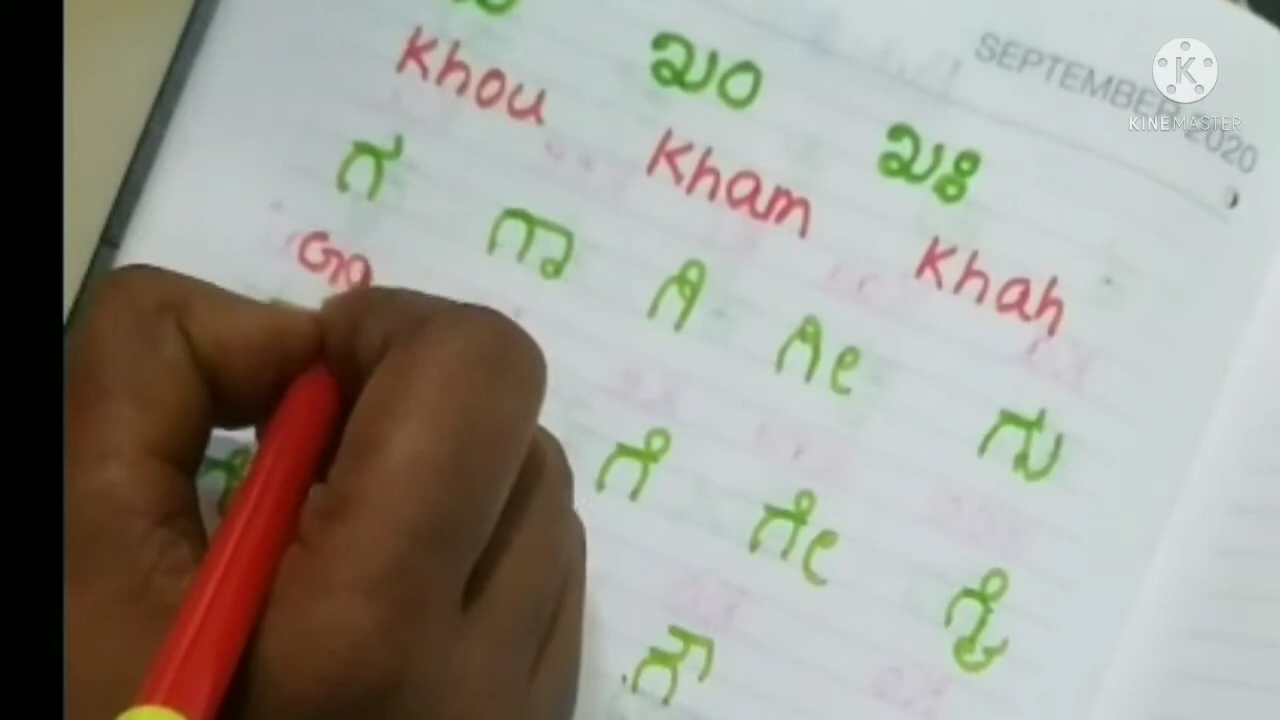 SEPTEMBER 2020
ಖಂ ಖಃ
Khou Kham Khah
ಗ ಗಾ ಗಿ ಗೀ ಗು
Ga
ಗೆ ಗೇ ಗೈ
ಗೌ
KINEMASTER